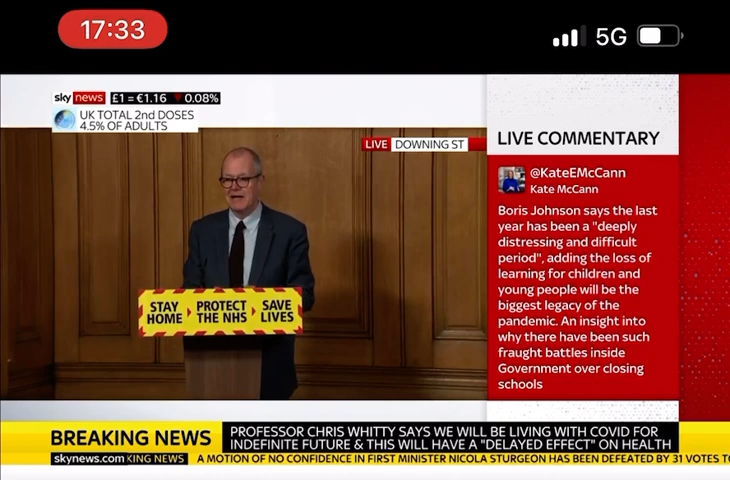 17:33
5G
sky news £1 = €1.16 ▼ 0.08%
UK TOTAL 2nd DOSES
4.5% OF ADULTS
LIVE DOWNING ST
LIVE COMMENTARY
@KateEMcCann
Kate McCann
Boris Johnson says the last
year has been a "deeply
distressing and difficult
period", adding the loss of
learning for children and
young people will be the
biggest legacy of the
pandemic. An insight into
why there have been such
fraught battles inside
Government over closing
schools
STAY HOME
PROTECT THE NHS
SAVE LIVES
BREAKING NEWS
PROFESSOR CHRIS WHITTY SAYS WE WILL BE LIVING WITH COVID FOR
INDEFINITE FUTURE & THIS WILL HAVE A "DELAYED EFFECT" ON HEALTH
skynews.com KING NEWS A MOTION OF NO CONFIDENCE IN FIRST MINISTER NICOLA STURGEON HAS BEEN DEFEATED BY 31 VOTES TO